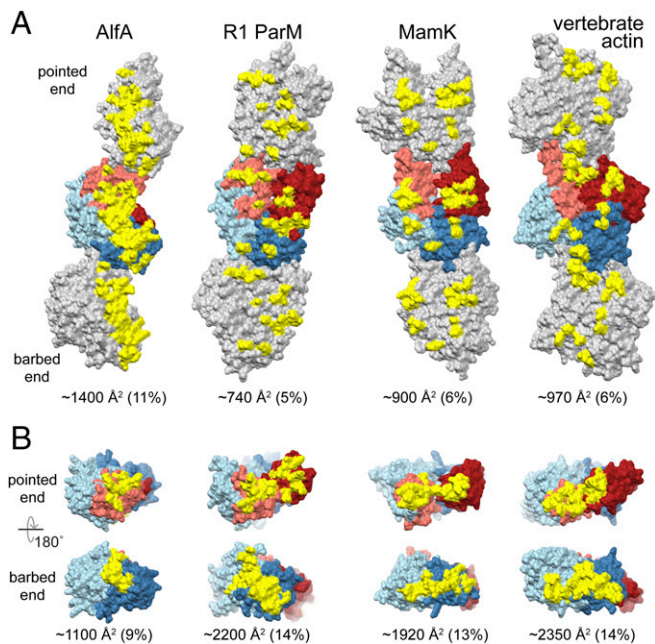 A
AlfA
R1 ParM
MamK
vertebrate
actin
pointed
end
barbed
end
~1400 Å² (11%)
~740 Å² (5%)
~900 Å² (6%)
~970 Å² (6%)
B
pointed
end
180°
barbed
end
~1100 Å² (9%)
~2200 Å² (14%)
~1920 Å² (13%)
~2350 Å² (14%)